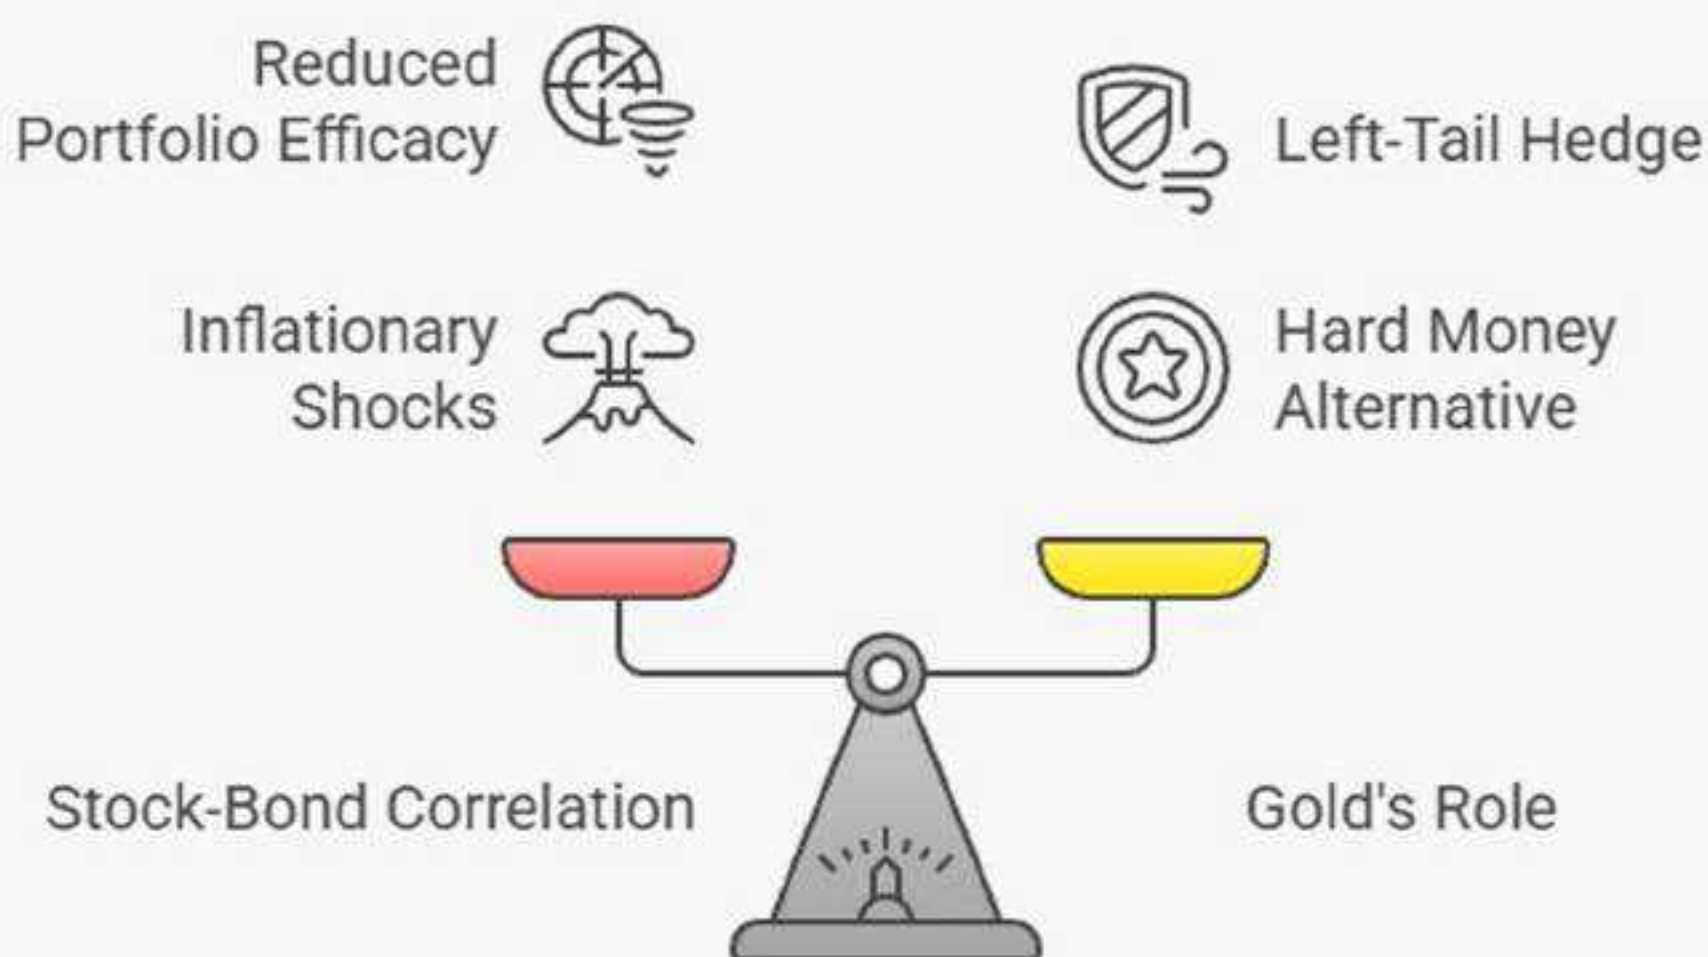 Reduced
Portfolio Efficacy
Left-Tail Hedge
Inflationary
Shocks
Hard Money
Alternative
Stock-Bond Correlation
Gold's Role